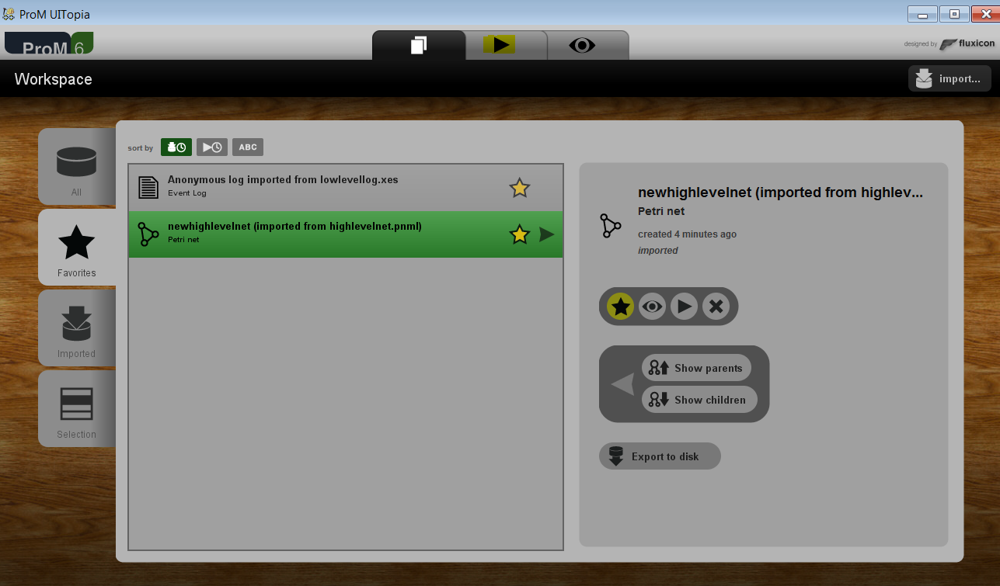 ProM UITopia
ProM 6
designed by fluxicon
Workspace
import...
All
Favorites
Imported
Selection
sort by
ABC
Anonymous log imported from lowlevellog.xes
Event Log
newhighlevelnet (imported from highlevelnet.pnml)
Petri net
newhighlevelnet (imported from highlev...
Petri net
created 4 minutes ago
imported
Show parents
Show children
Export to disk